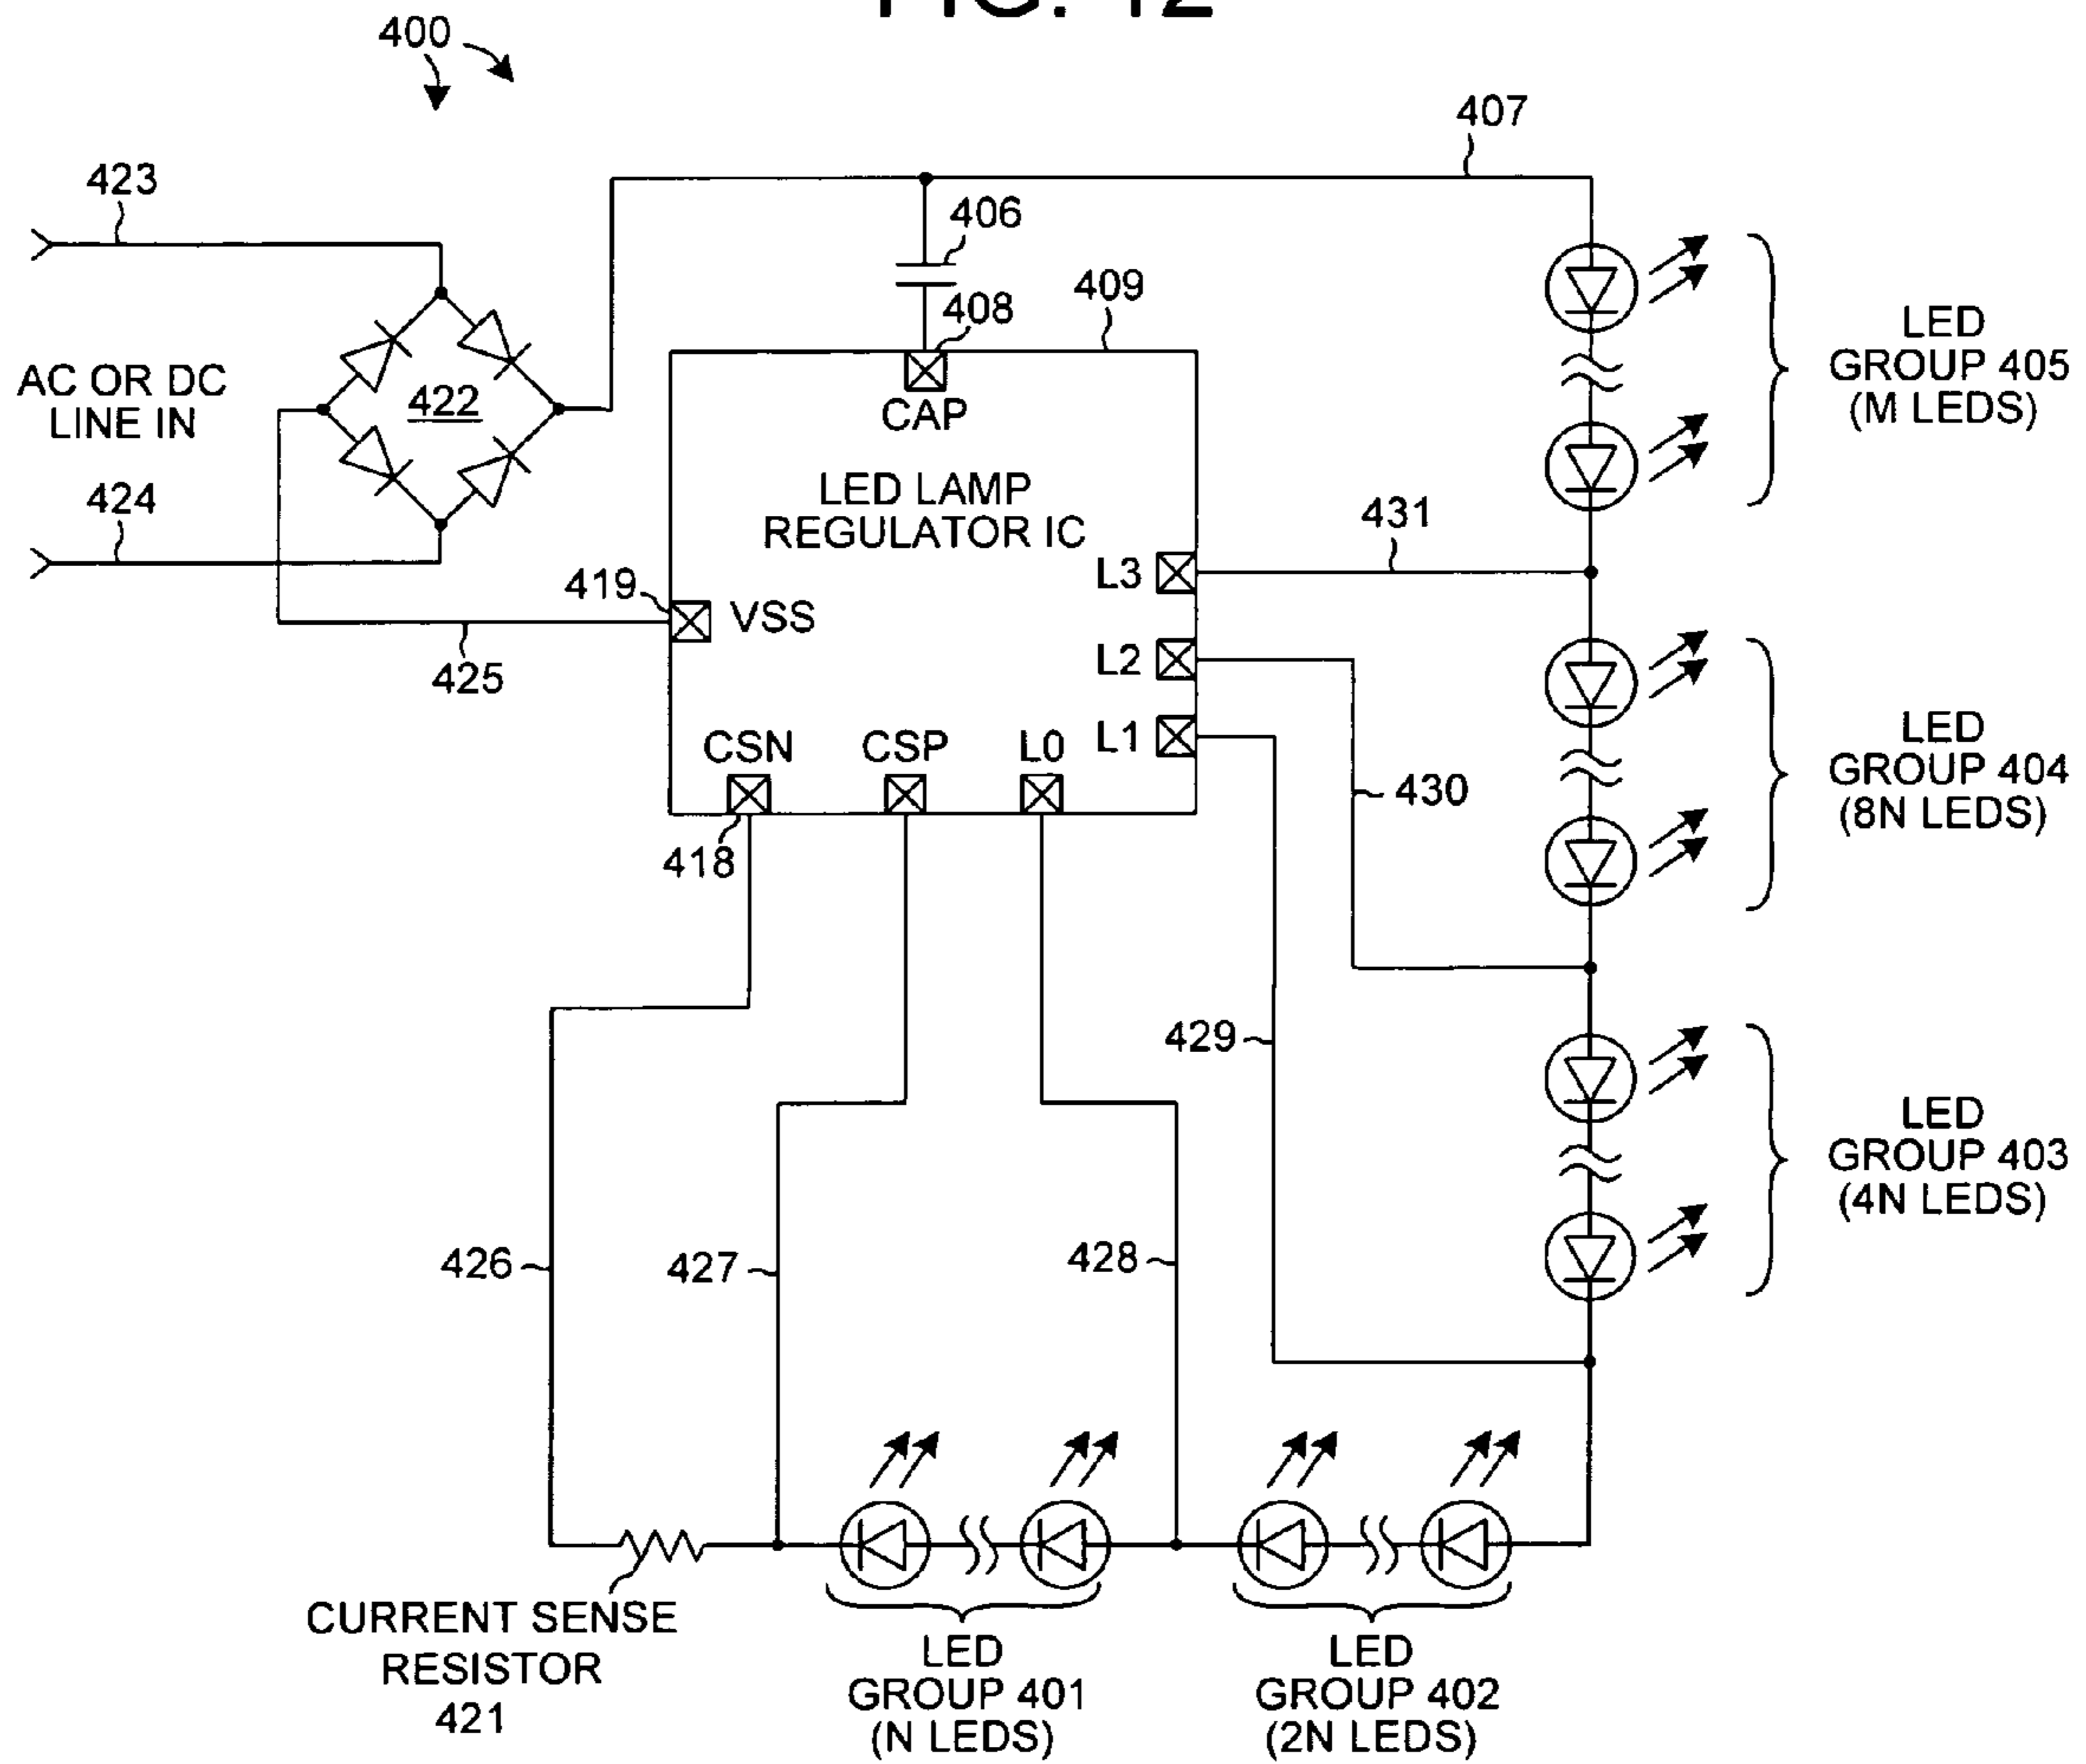 FIG. 12
400
407
423
406
408
409
AC OR DC
LINE IN
422
CAP
LED
GROUP 405
(M LEDS)
424
LED LAMP
REGULATOR IC
431
L3
419
VSS
L2
425
L1
CSN
CSP
L0
430
LED
GROUP 404
(8N LEDS)
418
429
LED
GROUP 403
(4N LEDS)
426
427
428
CURRENT SENSE
RESISTOR
421
LED
GROUP 401
(N LEDS)
LED
GROUP 402
(2N LEDS)